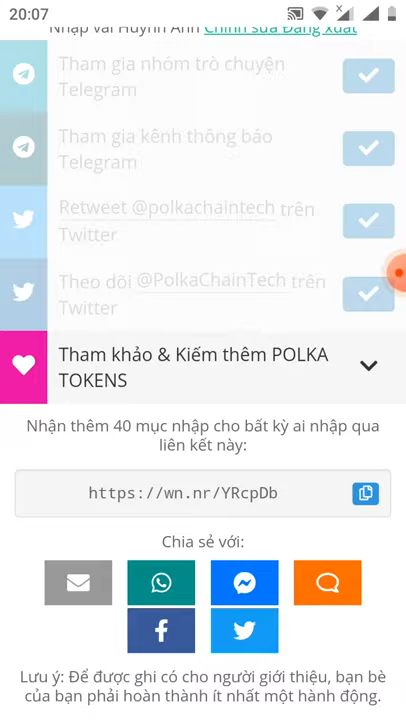 20:07
Nhập vai Huỳnh Anh Chỉnh sửa Đăng xuất
Tham gia nhóm trò chuyện
Telegram
Tham gia kênh thông báo
Telegram
Retweet @polkachaintech trên
Twitter
Theo dõi @PolkaChainTech trên
Twitter
Tham khảo & Kiếm thêm POLKA
TOKENS
Nhận thêm 40 mục nhập cho bất kỳ ai nhập qua
liên kết này:
https://wn.nr/YRcpDb
Chia sẻ với:
Lưu ý: Để được ghi có cho người giới thiệu, bạn bè
của bạn phải hoàn thành ít nhất một hành động.